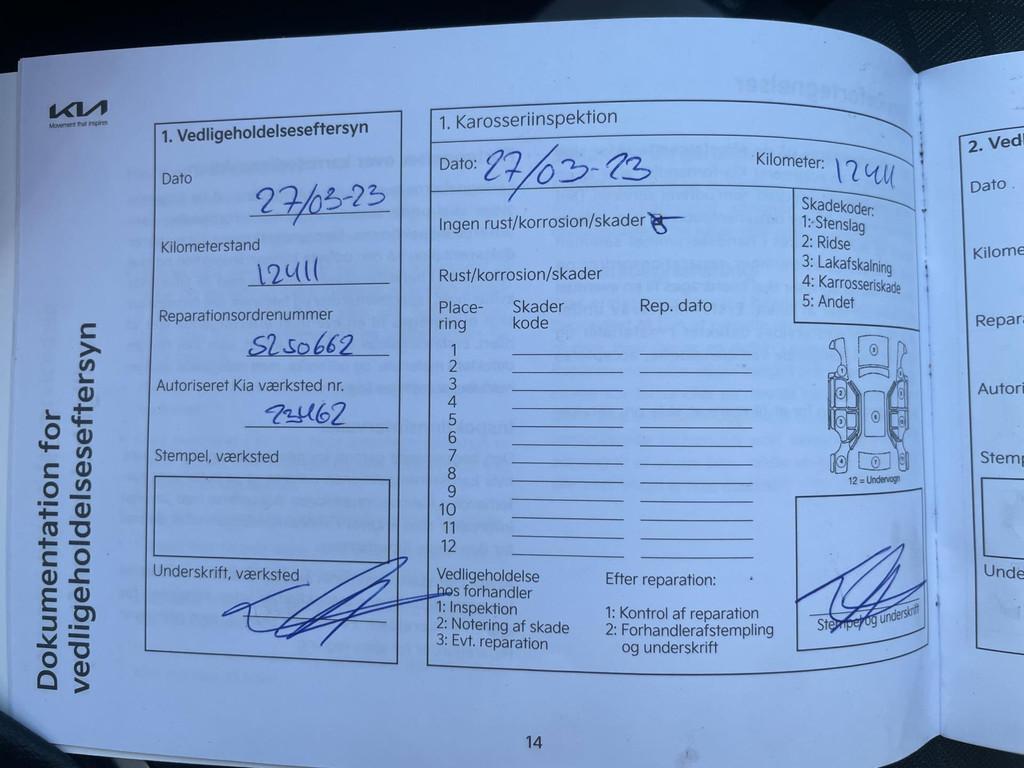 KIA
Movement that inspires
Dokumentation for
vedligeholdelseseftersyn
1. Vedligeholdelseseftersyn
Dato
27/03-23
Kilometerstand
12411
Reparationsordrenummer
5250662
Autoriseret Kia værksted nr.
23462
Stempel, værksted
Underskrift, værksted
1. Karosseriinspektion
Dato: 27/03-23
Kilometer: 12411
Ingen rust/korrosion/skader
Rust/korrosion/skader
Place-
ring
Skader
kode
Rep. dato
1
2
3
4
5
6
7
8
9
10
11
12
Skadekoder:
1: Stenslag
2: Ridse
3: Lakafskalning
4: Karrosseriskade
5: Andet
12 = Undervogn
Vedligeholdelse
hos forhandler
1: Inspektion
2: Notering af skade
3: Evt. reparation
Efter reparation:
1: Kontrol af reparation
2: Forhandlerafstempling
og underskrift
Stempel og underskrift
14
2. Vedl
Dato
Kilome
Repar
Autori
Stemp
Unde